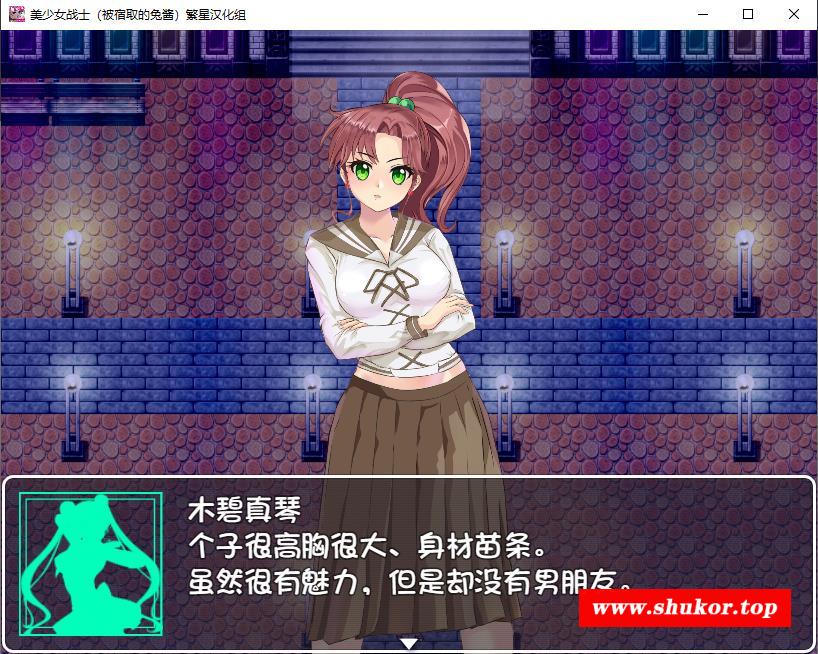 美少女战士（被宿取的兔酱）繁星汉化组
木碧真琴
个子很高胸很大、身材苗条。
虽然很有魅力，但是却没有男朋友。
www.shukor.top